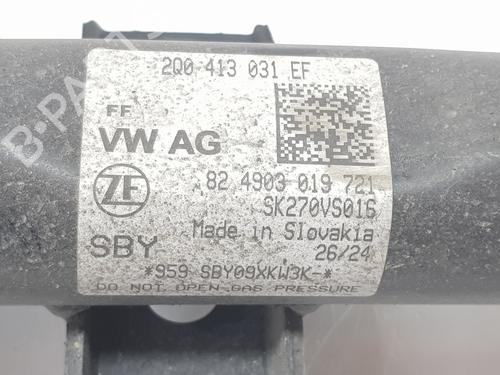 2Q0 413 031 EF
FF
VW AG
ZF
82 4903 019 721
SK270VS016
Made in Slovakia
SBY
26/24
*959 SBY09XKW3K-*
DO NOT OPEN-GAS PRESSURE
B-PARTS